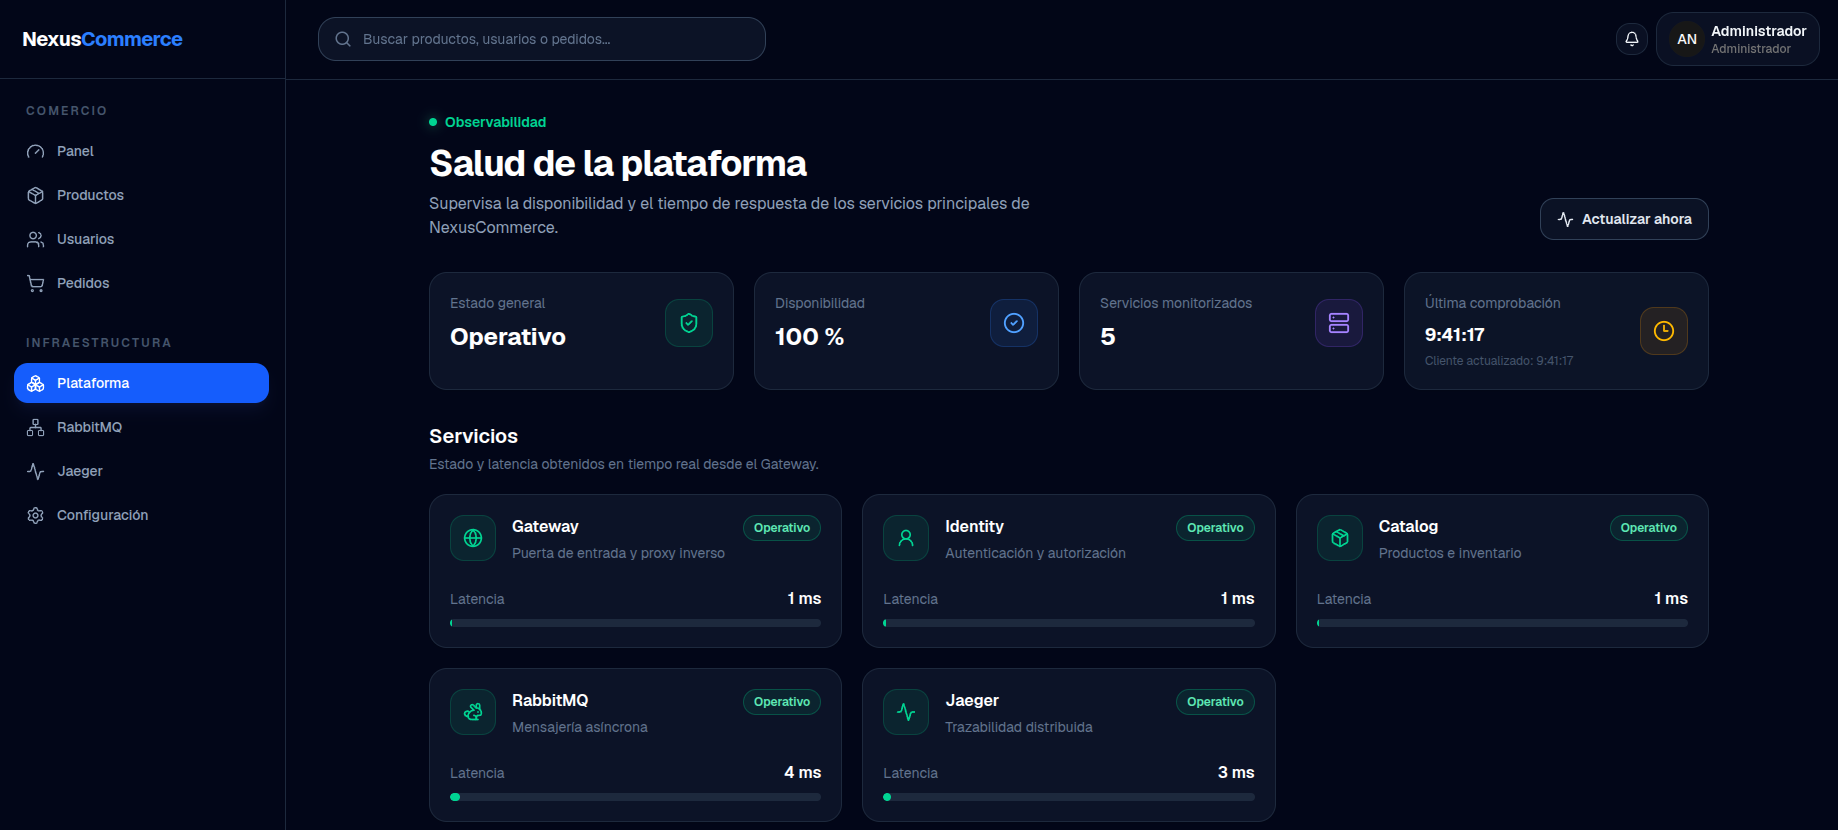 NexusCommerce
Buscar productos, usuarios o pedidos...
AN
Administrador
Administrador
COMERCIO
Panel
Productos
Usuarios
Pedidos
INFRAESTRUCTURA
Plataforma
RabbitMQ
Jaeger
Configuración
Observabilidad
Salud de la plataforma
Supervisa la disponibilidad y el tiempo de respuesta de los servicios principales de
NexusCommerce.
Actualizar ahora
Estado general
Operativo
Disponibilidad
100 %
Servicios monitorizados
5
Última comprobación
9:41:17
Cliente actualizado: 9:41:17
Servicios
Estado y latencia obtenidos en tiempo real desde el Gateway.
Gateway
Operativo
Puerta de entrada y proxy inverso
Latencia
1 ms
Identity
Operativo
Autenticación y autorización
Latencia
1 ms
Catalog
Operativo
Productos e inventario
Latencia
1 ms
RabbitMQ
Operativo
Mensajería asíncrona
Latencia
4 ms
Jaeger
Operativo
Trazabilidad distribuida
Latencia
3 ms